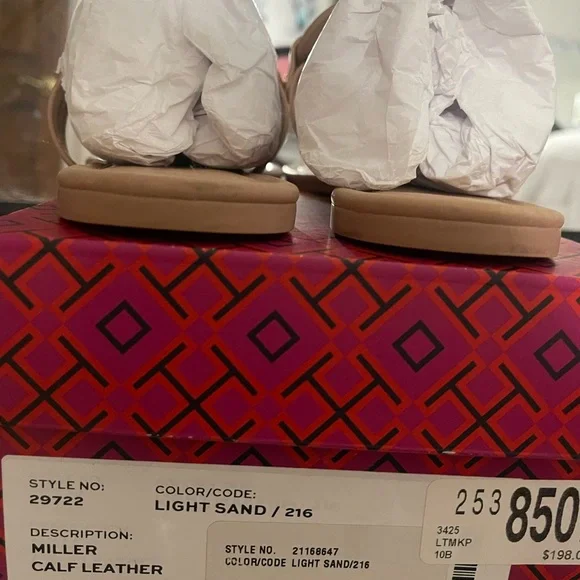 STYLE NO:
29722
COLOR/CODE:
LIGHT SAND / 216
DESCRIPTION:
MILLER
CALF LEATHER
STYLE NO. 21168647
COLOR/CODE LIGHT SAND/216
253 850
3425
LTMKP
10B
$198.0